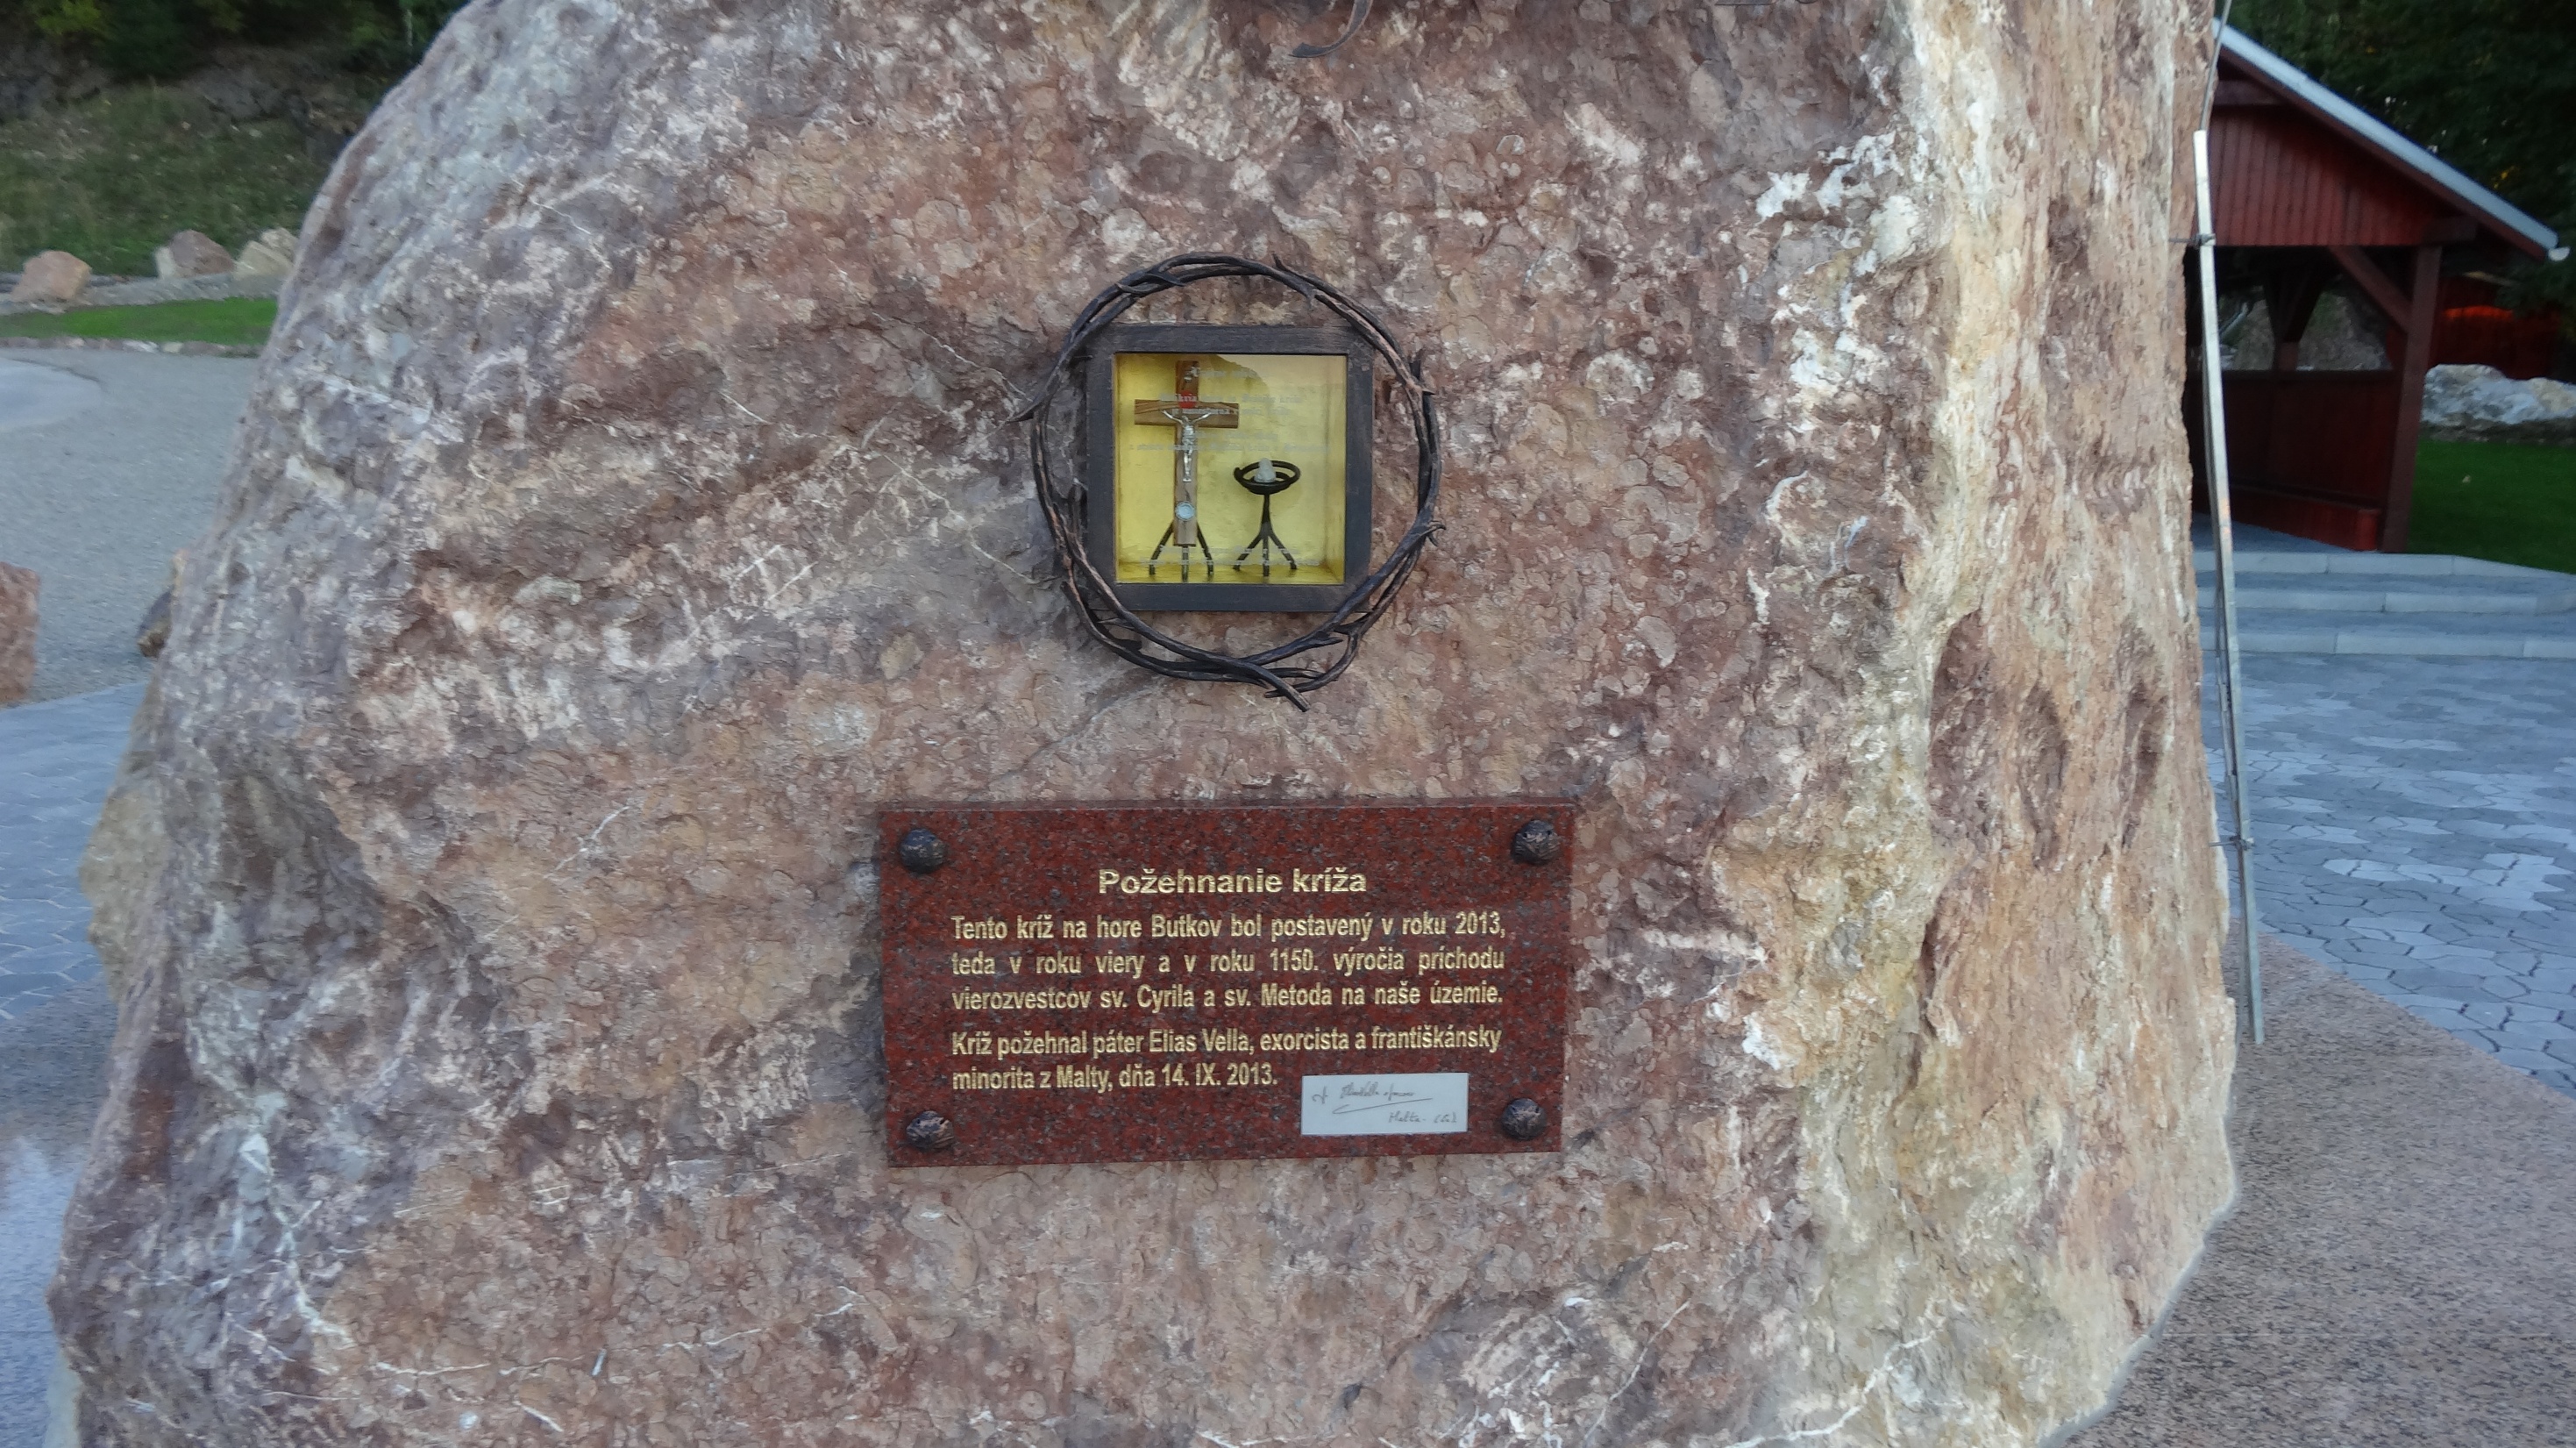 Požehnanie kríža
Tento kríž na hore Butkov bol postavený v roku 2013,
teda v roku viery a v roku 1150. výročia príchodu
vierozvestcov sv. Cyrila a sv. Metoda na naše územie.
Kríž požehnal páter Elias Vella, exorcista a františkánsky
minorita z Malty, dňa 14. IX. 2013.
Malta